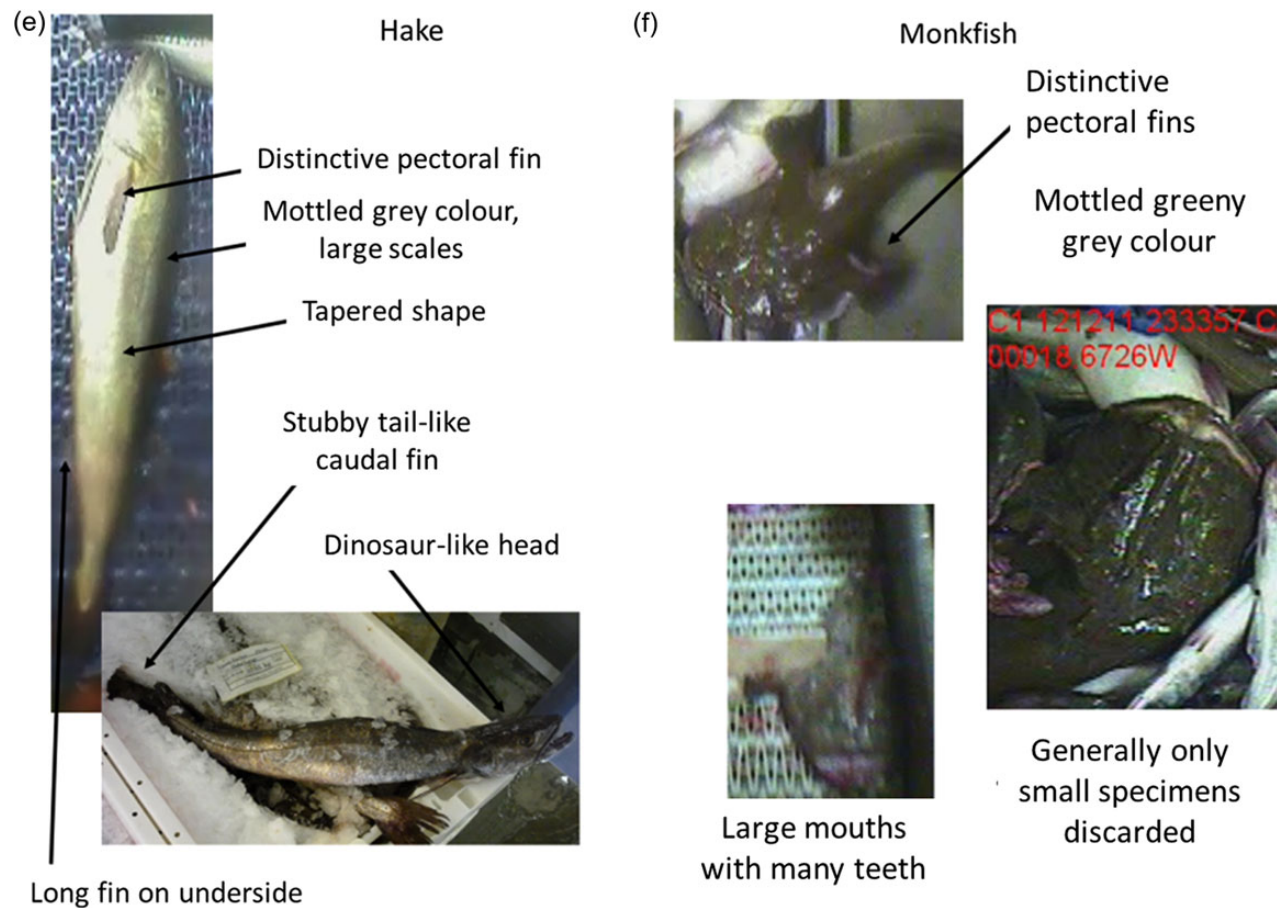 (e)
Hake
Distinctive pectoral fin
Mottled grey colour,
large scales
Tapered shape
Stubby tail-like
caudal fin
Dinosaur-like head
Long fin on underside
(f)
Monkfish
Distinctive
pectoral fins
Mottled greeny
grey colour
C1 121211 233357 C
00018.6726W
Large mouths
with many teeth
Generally only
small specimens
discarded